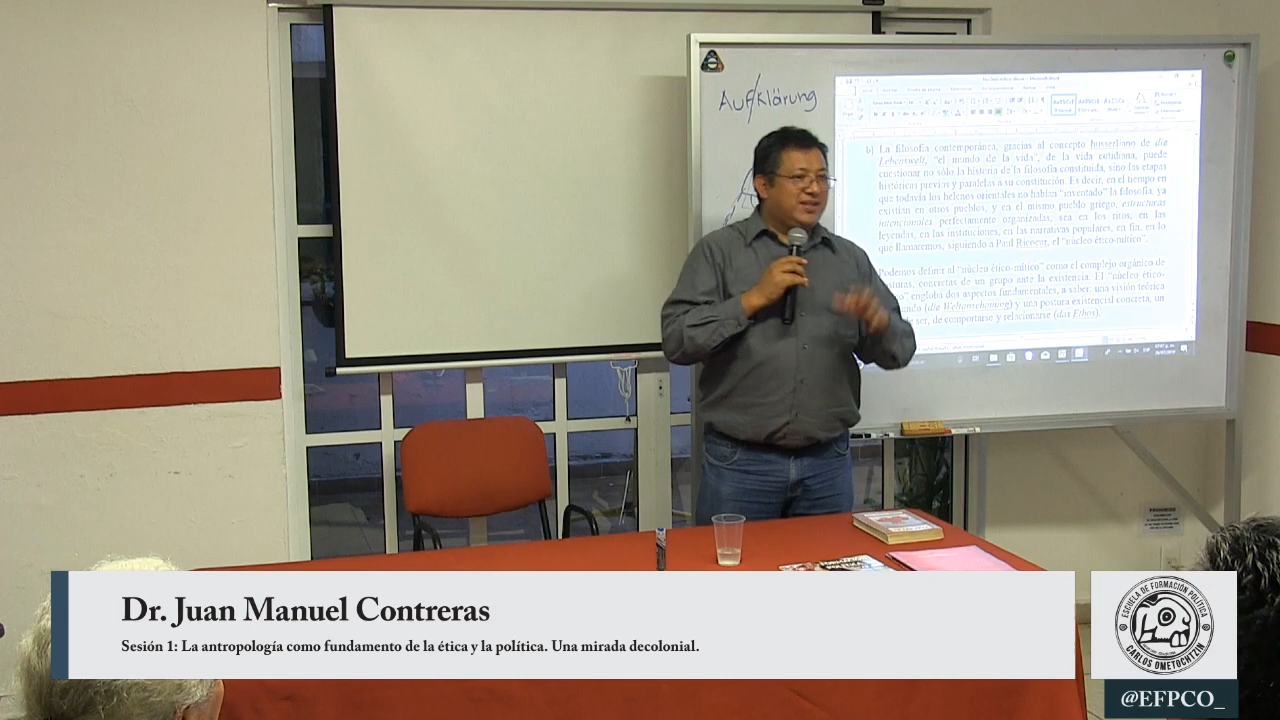 Aufklärung
b) La filosofía contemporánea, gracias al concepto husserliano de die
Lebenswelt, "el mundo de la vida", de la vida cotidiana, puede
cuestionar no sólo la historia de la filosofía constituida, sino las etapas
históricas previas y paralelas a su constitución. Es decir, en el tiempo en
que todavía los helenos orientales no habían "inventado" la filosofía, ya
existían en otros pueblos, y en el mismo pueblo griego, estructuras
intencionales perfectamente organizadas, sea en los ritos, en las
leyendas, en las instituciones, en las narrativas populares, en fin, en lo
que llamaremos, siguiendo a Paul Ricoeur, el "núcleo ético-mítico".
Podemos definir al "núcleo ético-mítico" como el complejo orgánico de
posturas, concretas de un grupo ante la existencia. El "núcleo ético-
engloba dos aspectos fundamentales, a saber: una visión teórica
mundo (die Weltanschauung) y una postura existencial concreta, un
de ser, de comportarse y relacionarse (das Ethos).
PROHIBIDO
Dr. Juan Manuel Contreras
Sesión 1: La antropología como fundamento de la ética y la política. Una mirada decolonial.
ESCUELA DE FORMACIÓN POLÍTICA
CARLOS OMETOCHTZIN
@EFPCO_